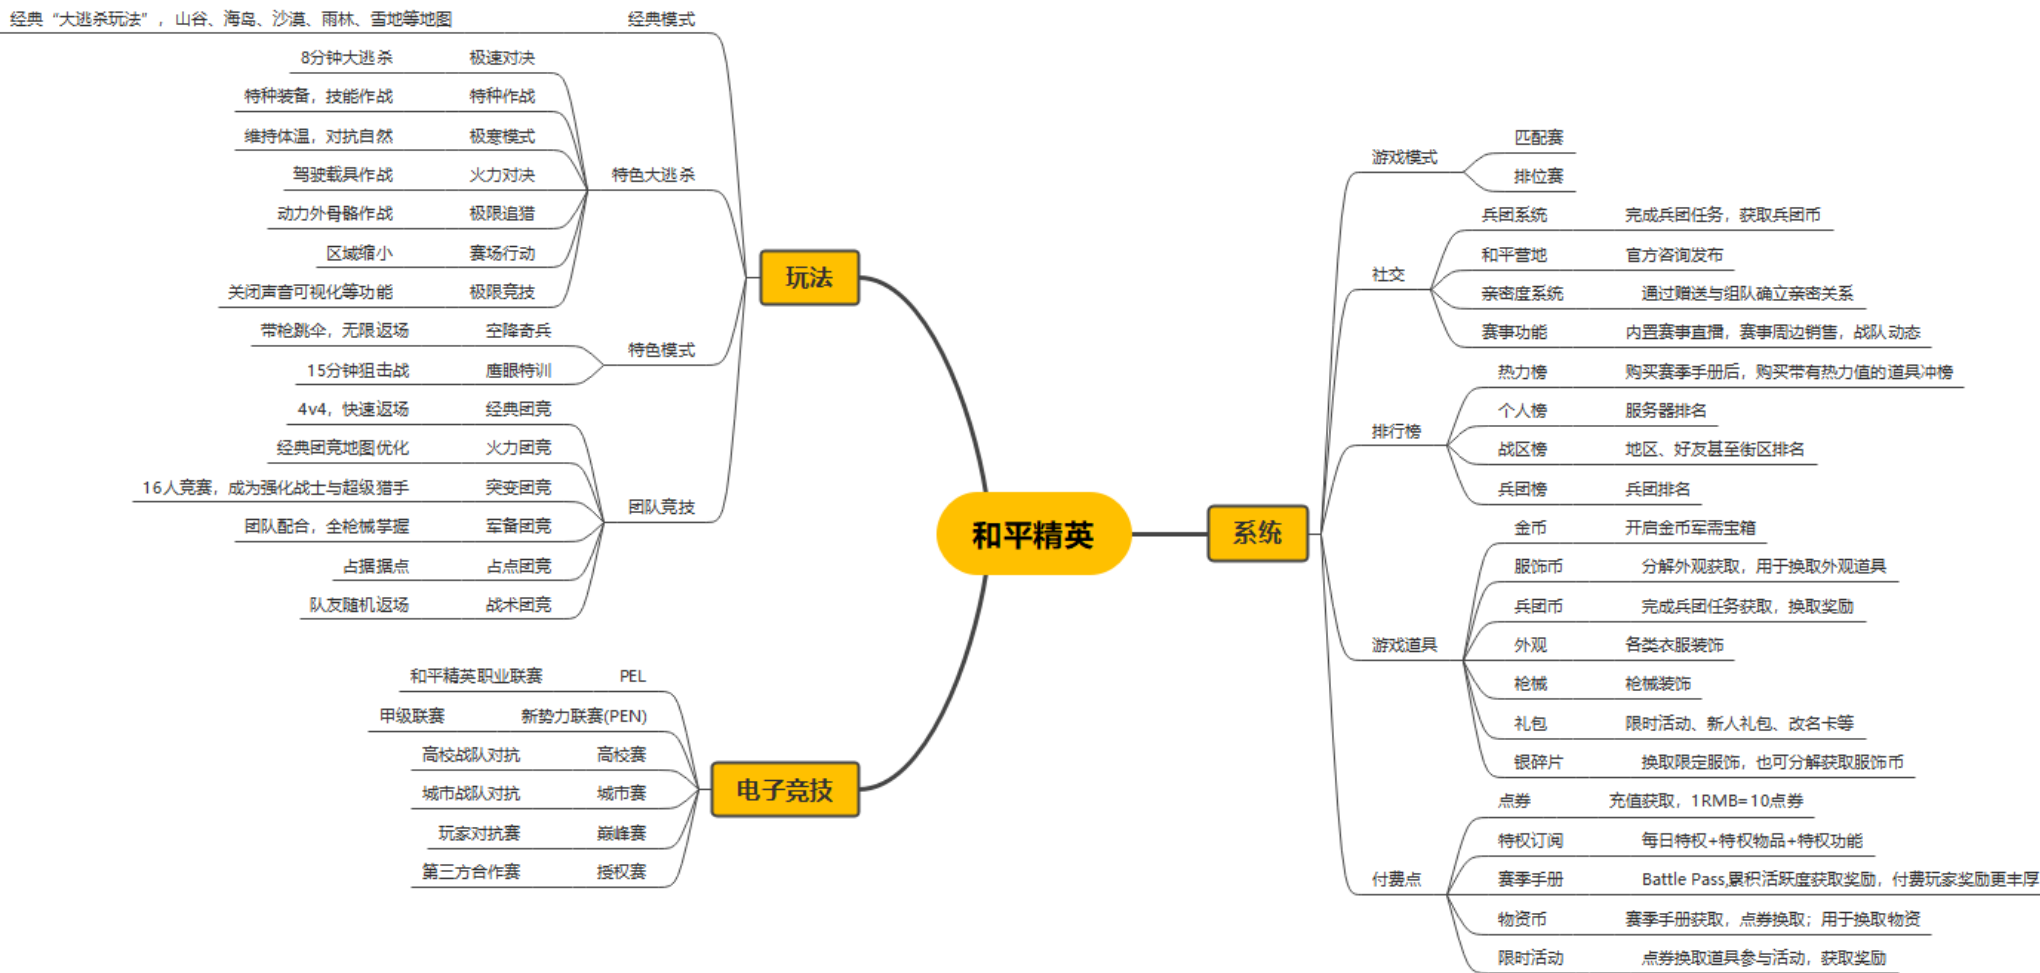 经典“大逃杀玩法”，山谷、海岛、沙漠、雨林、雪地等地图 经典模式
8分钟大逃杀 极速对决
特种装备，技能作战 特种作战
维持体温，对抗自然 极寒模式
驾驶载具作战 火力对决
特色大逃杀
动力外骨骼作战 极限追猎
区域缩小 赛场行动
关闭声音可视化等功能 极限竞技
玩法
带枪跳伞，无限返场 空降奇兵
特色模式
15分钟狙击战 鹰眼特训
4v4，快速返场 经典团竞
经典团竞地图优化 火力团竞
16人竞赛，成为强化战士与超级猎手 突变团竞
团队竞技
团队配合，全枪械掌握 军备团竞
占据据点 占点团竞
队友随机返场 战术团竞
和平精英
和平精英职业联赛 PEL
甲级联赛 新势力联赛(PEN)
高校战队对抗 高校赛
城市战队对抗 城市赛
电子竞技
玩家对抗赛 巅峰赛
第三方合作赛 授权赛
系统
游戏模式
匹配赛
排位赛
社交
兵团系统 完成兵团任务，获取兵团币
和平营地 官方咨询发布
亲密度系统 通过赠送与组队确立亲密关系
赛事功能 内置赛事直播，赛事周边销售，战队动态
排行榜
热力榜 购买赛季手册后，购买带有热力值的道具冲榜
个人榜 服务器排名
战区榜 地区、好友甚至街区排名
兵团榜 兵团排名
游戏道具
金币 开启金币军需宝箱
服饰币 分解外观获取，用于换取外观道具
兵团币 完成兵团任务获取，换取奖励
外观 各类衣服装饰
枪械 枪械装饰
礼包 限时活动、新人礼包、改名卡等
银碎片 换取限定服饰，也可分解获取服饰币
付费点
点券 充值获取，1RMB=10点券
特权订阅 每日特权+特权物品+特权功能
赛季手册 Battle Pass,累积活跃度获取奖励，付费玩家奖励更丰厚
物资币 赛季手册获取，点券换取；用于换取物资
限时活动 点券换取道具参与活动，获取奖励